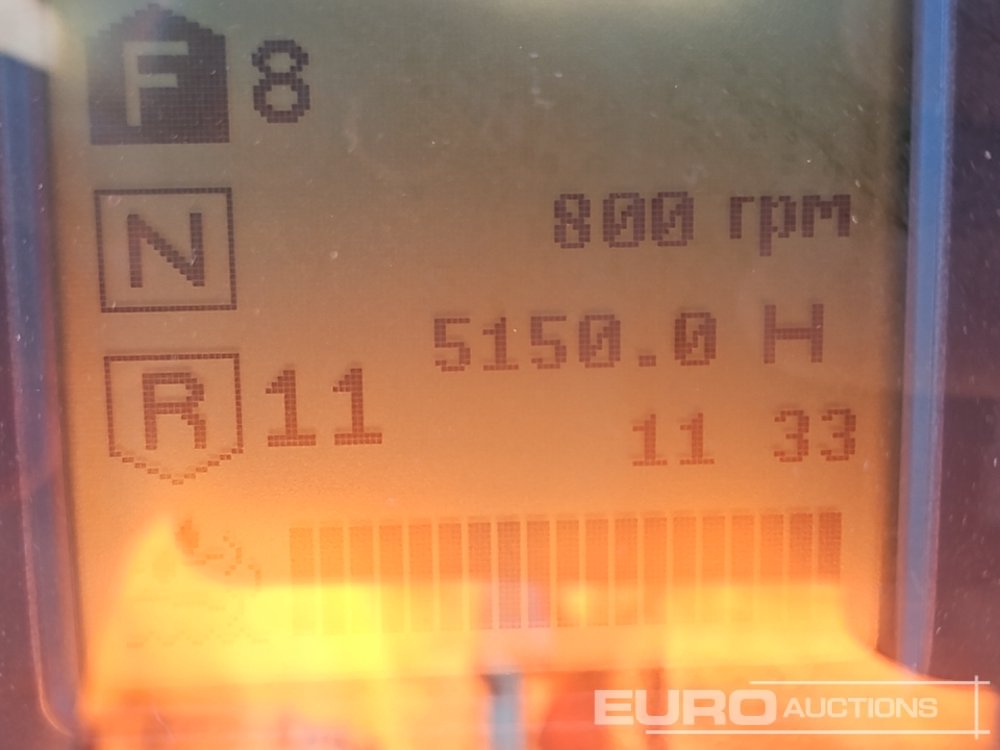 F 8
N
800 rpm
5150.0 H
R 11
11 33
EURO AUCTIONS